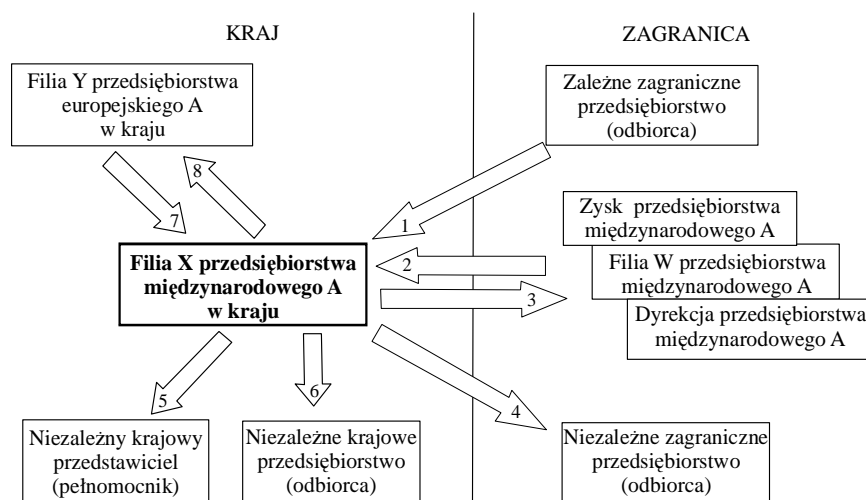 KRAJ
ZAGRANICA
Filia Y przedsiębiorstwa
europejskiego A
w kraju
Zależne zagraniczne
przedsiębiorstwo
(odbiorca)
8
7
1
Zysk przedsiębiorstwa
międzynarodowego A
Filia X przedsiębiorstwa
międzynarodowego A
w kraju
2
3
Filia W przedsiębiorstwa
międzynarodowego A
Dyrekcja przedsiębiorstwa
międzynarodowego A
5
6
4
Niezależny krajowy
przedstawiciel
(pełnomocnik)
Niezależne krajowe
przedsiębiorstwo
(odbiorca)
Niezależne zagraniczne
przedsiębiorstwo
(odbiorca)